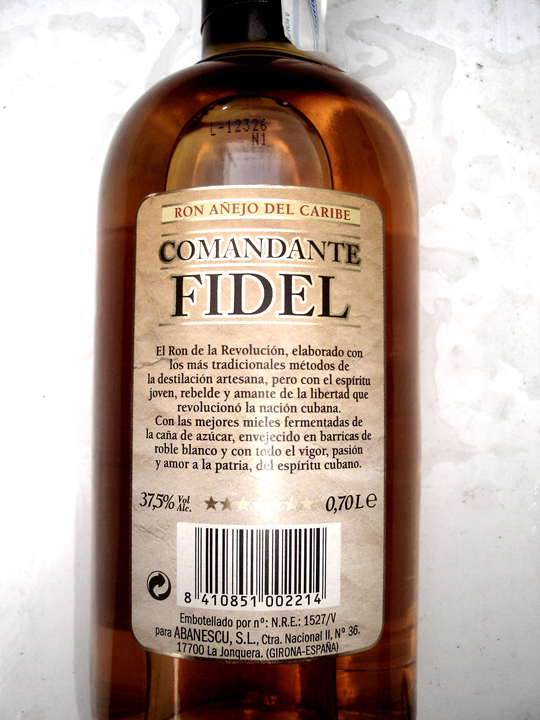 L-12326
N1
RON AÑEJO DEL CARIBE
COMANDANTE
FIDEL
El Ron de la Revolución, elaborado con
los más tradicionales métodos de
la destilación artesana, pero con el espíritu
joven, rebelde y amante de la libertad que
revolucionó la nación cubana.
Con las mejores mieles fermentadas de
la caña de azúcar, envejecido en barricas de
roble blanco y con todo el vigor, pasión
y amor a la patria, del espíritu cubano.
37,5% Vol Alc. 0,70 L e
8 410851 002214
Embotellado por nº: N.R.E.: 1527/V
para ABANESCU, S.L., Ctra. Nacional II, Nº 36.
17700 La Jonquera. (GIRONA-ESPAÑA)